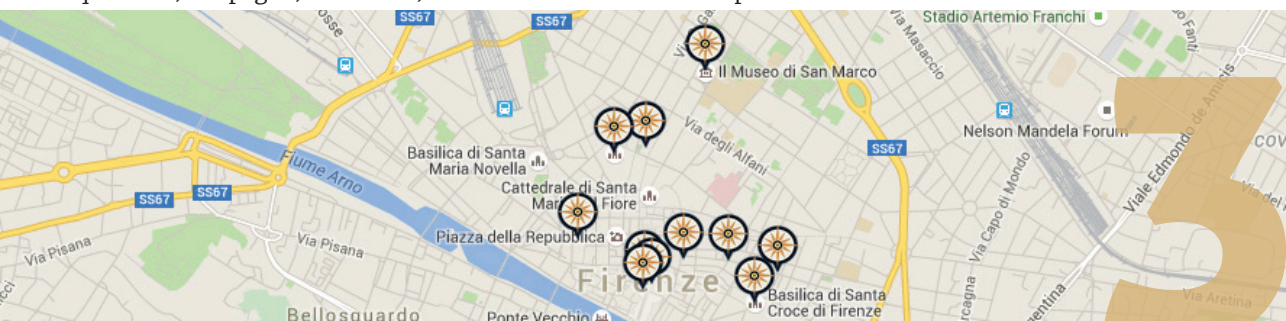 SS67
SS67
Stadio Artemio Franchi
Via Masaccio
Il Museo di San Marco
Via degli Alfani
Nelson Mandela Forum
Viale Edmondo de Amicis
SS67
Fiume Arno
Basilica di Santa
Maria Novella
Cattedrale di Santa
Fiore
SS67
SS67
Via Capo di Mondo
Piazza della Repubblica
Via Pisana
Via Pisana
Firenze
Basilica di Santa
Croce di Firenze
Via Aretina
Bellosguardo
Ponte Vecchio
3